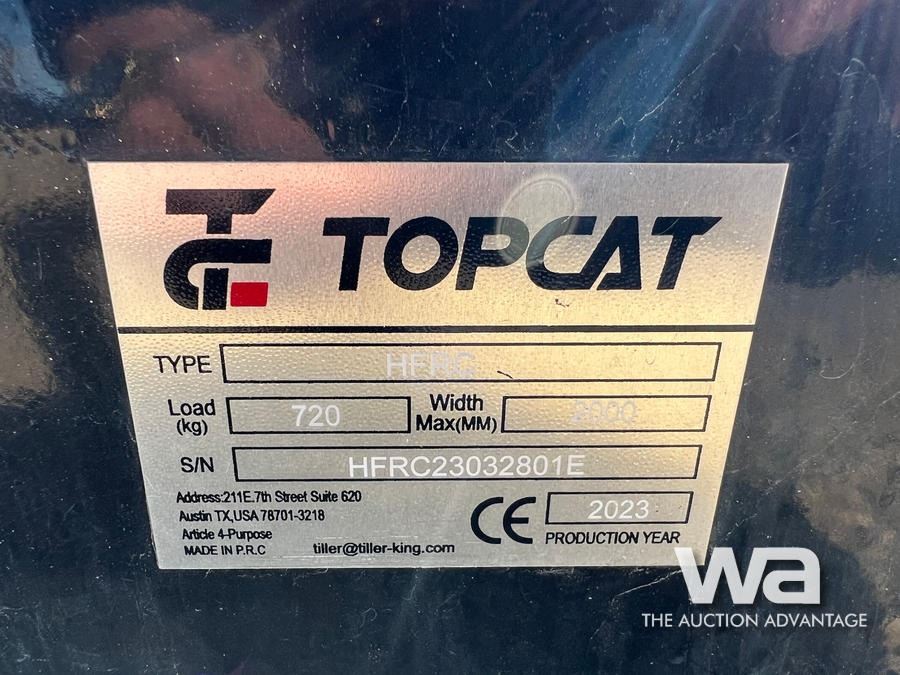 TOPCAT
TYPE HFRC
Load (kg) 720 Width Max(MM) 2000
S/N HFRC23032801E
Address:211E.7th Street Suite 620
Austin TX,USA 78701-3218
Article 4-Purpose
MADE IN P.R.C tiller@tiller-king.com
CE 2023
PRODUCTION YEAR
wa
THE AUCTION ADVANTAGE